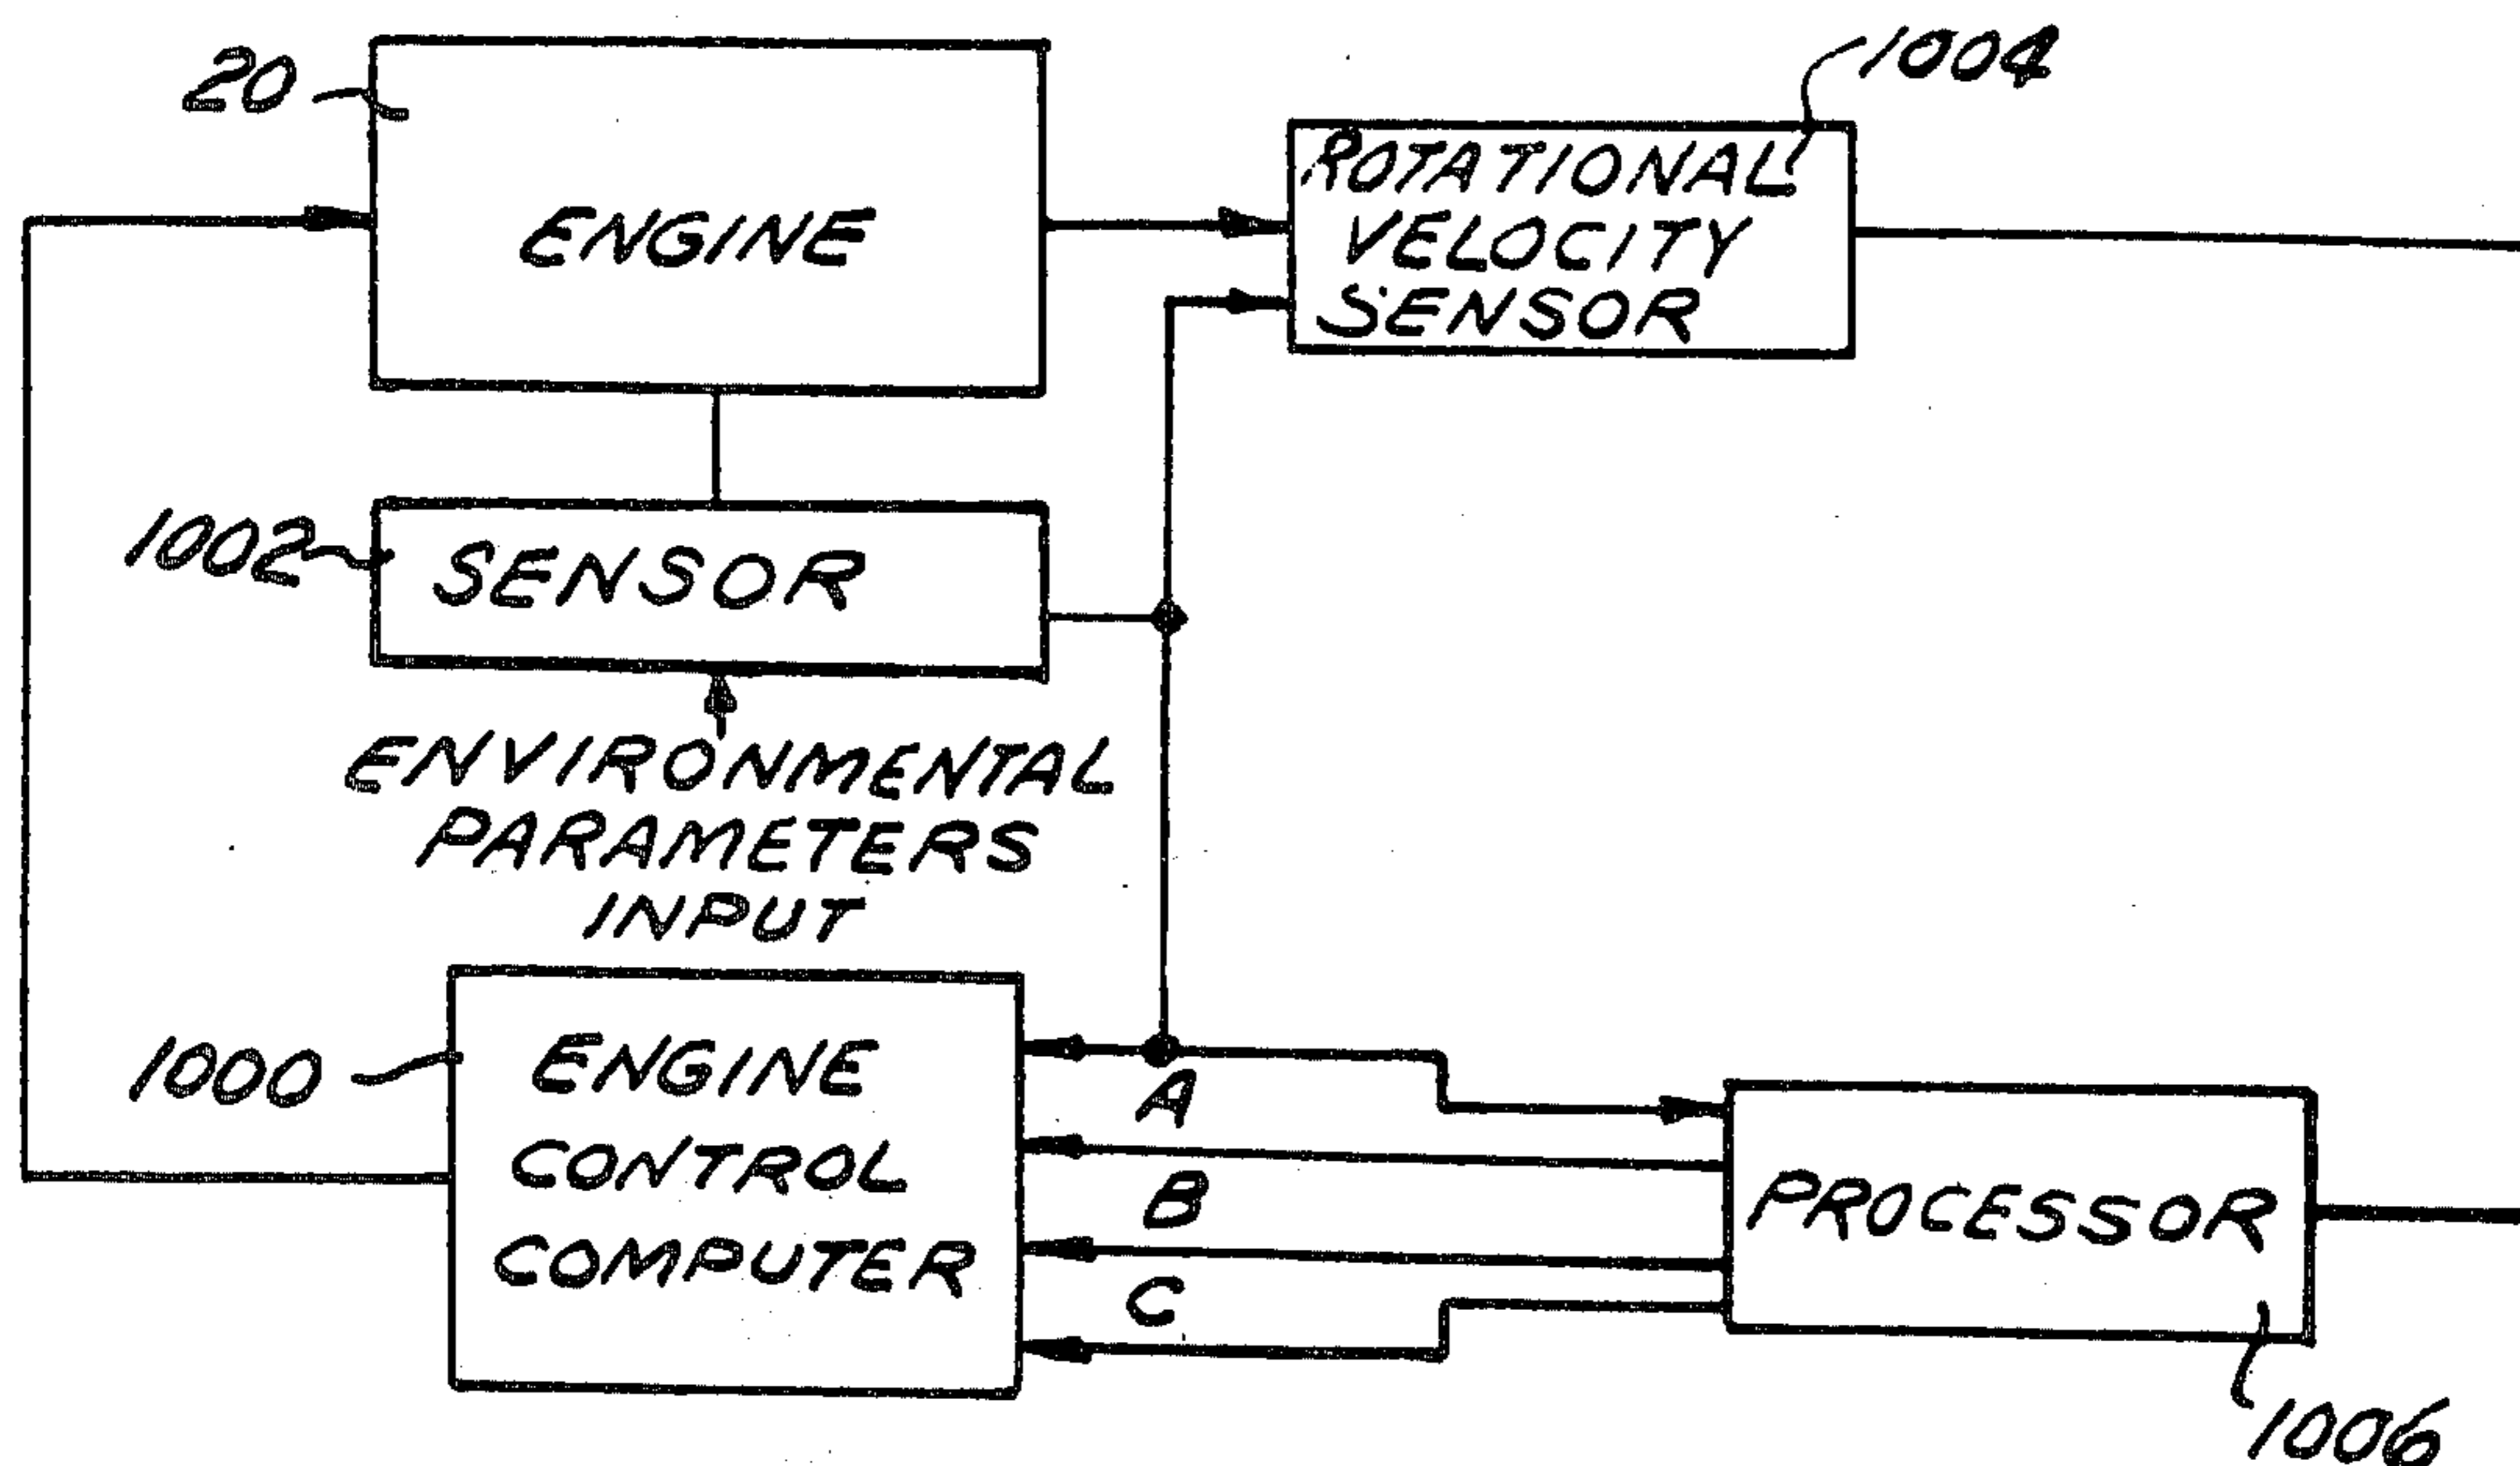 20
ENGINE
1004
ROTATIONAL
VELOCITY
SENSOR
1002
SENSOR
ENVIRONMENTAL
PARAMETERS
INPUT
1000
ENGINE
CONTROL
COMPUTER
A
B
C
PROCESSOR
1006